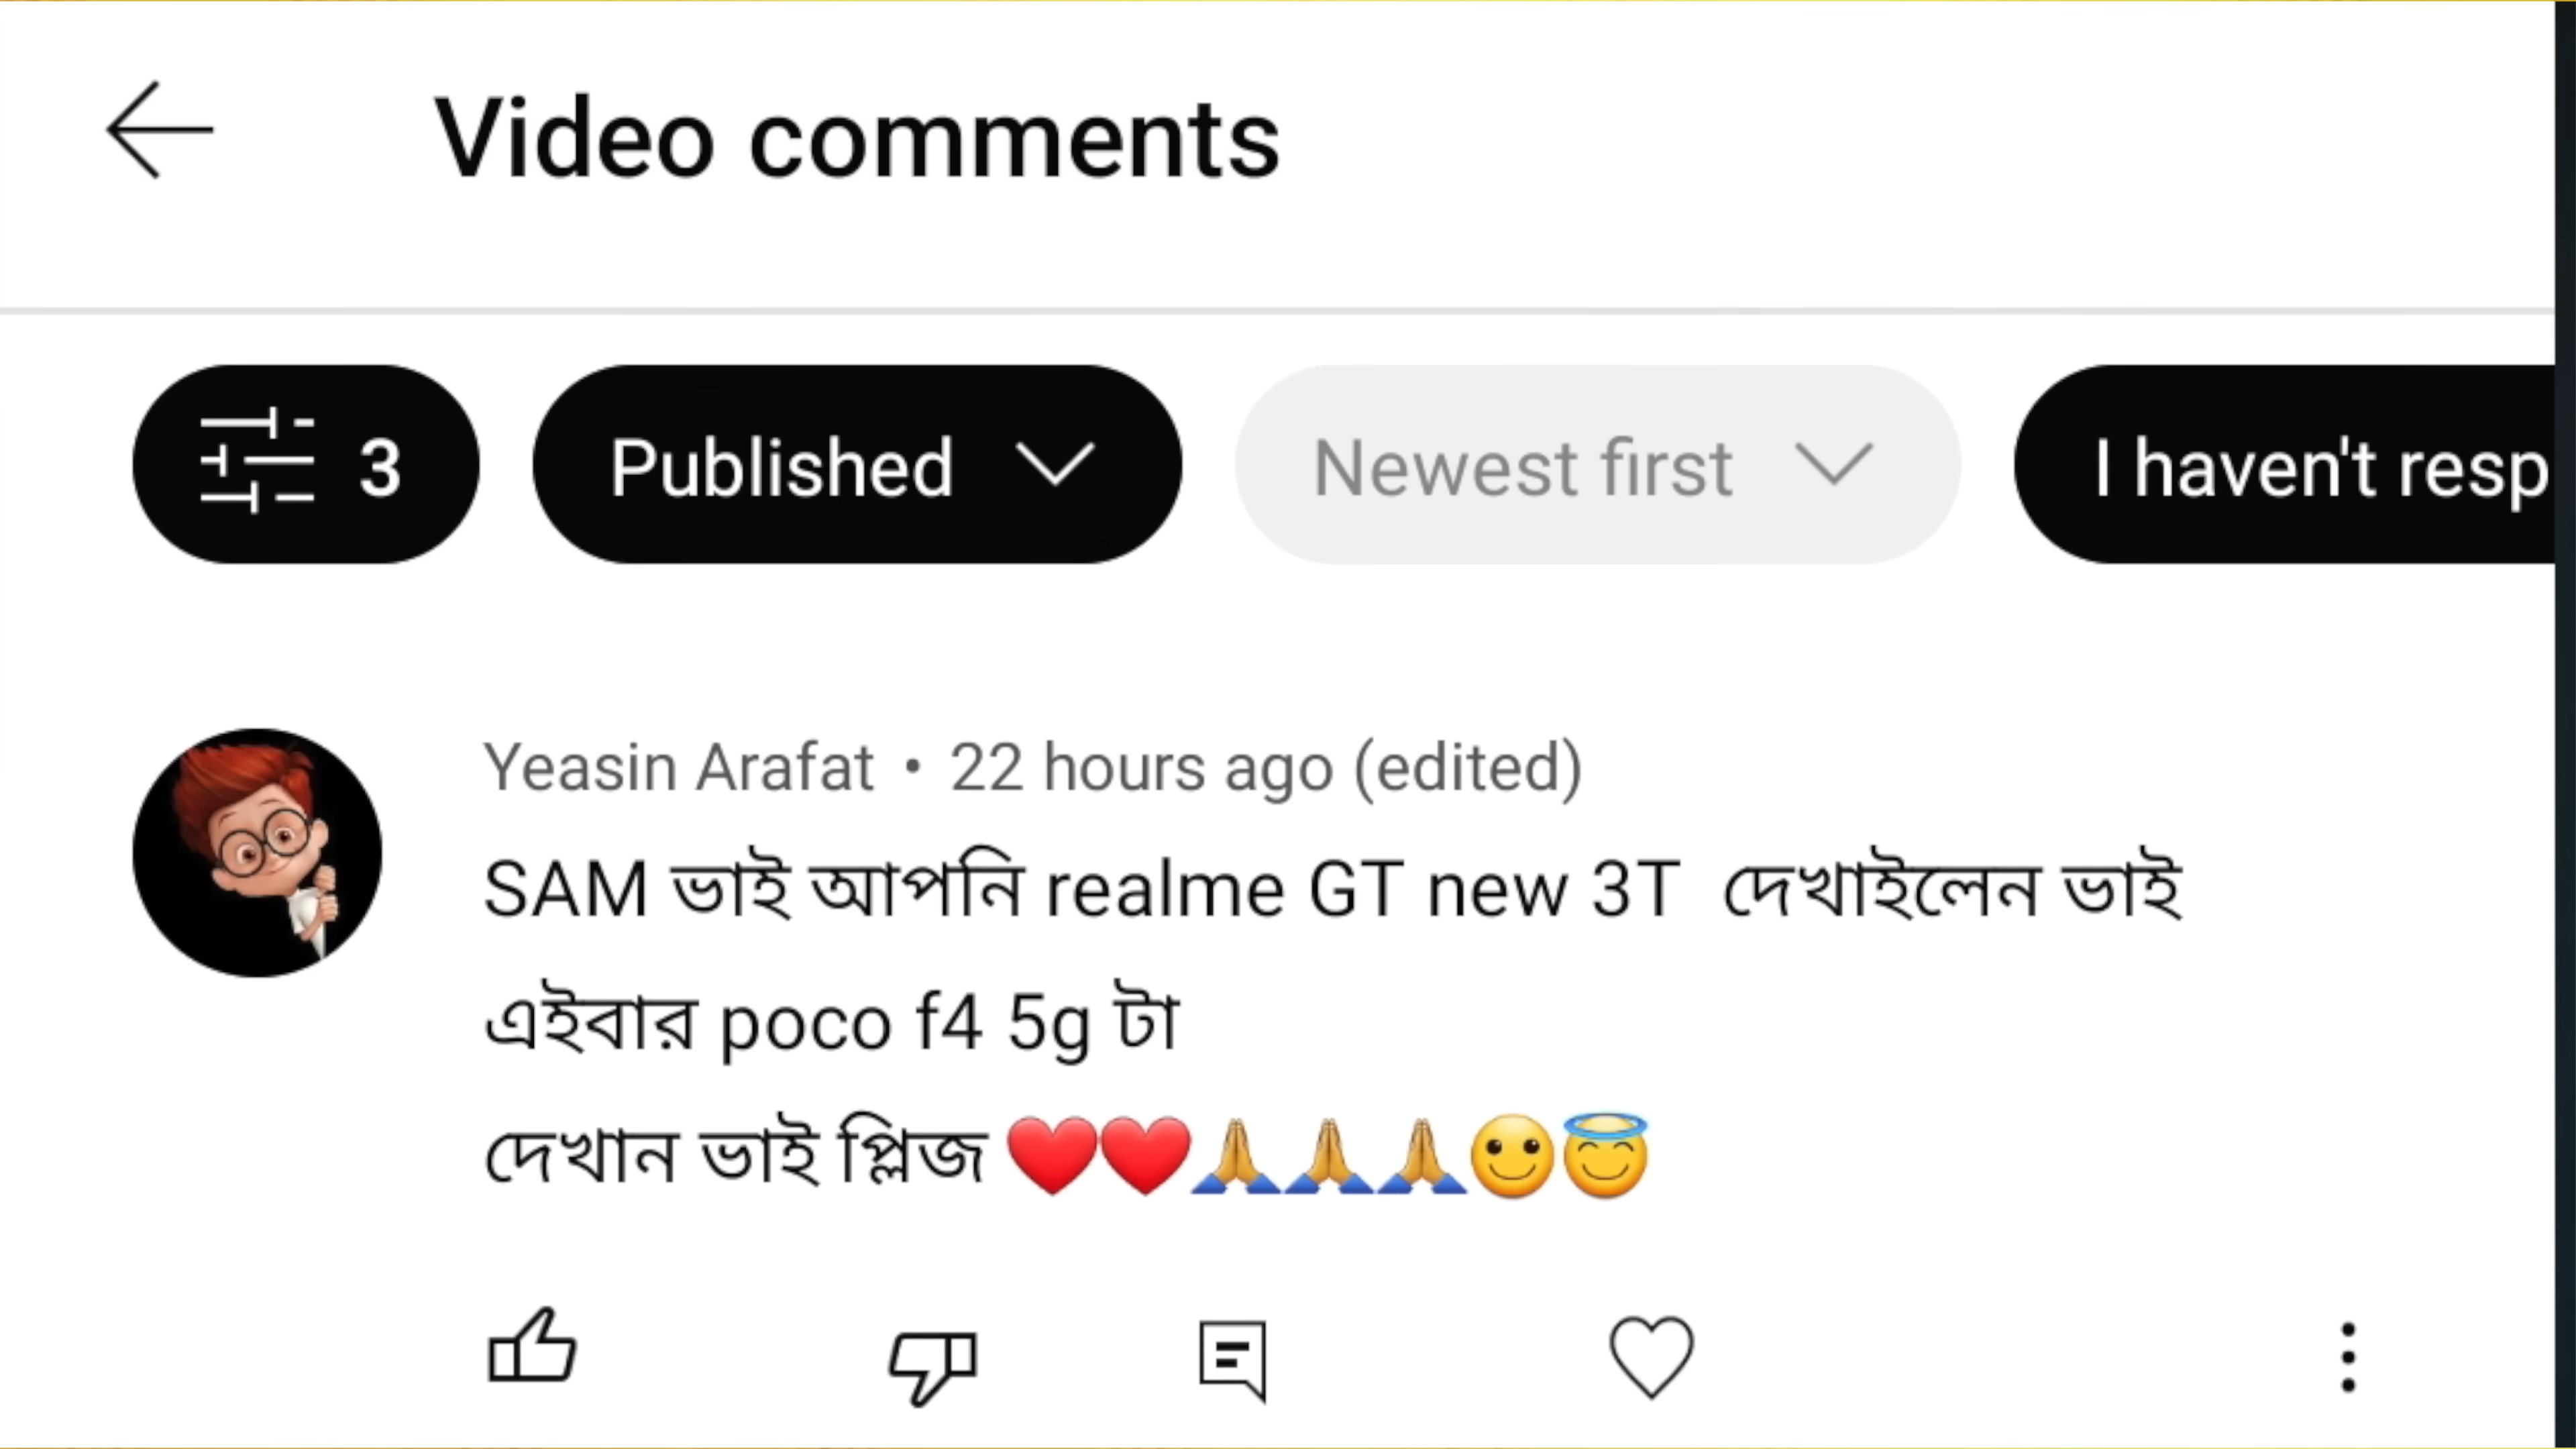 Video comments
3 Published Newest first I haven't resp
Yeasin Arafat • 22 hours ago (edited)
SAM ভাই আপনি realme GT new 3T দেখাইলেন ভাই
এইবার poco f4 5g টা
দেখান ভাই প্লিজ ❤️❤️🙏🙏🙏🙂😇